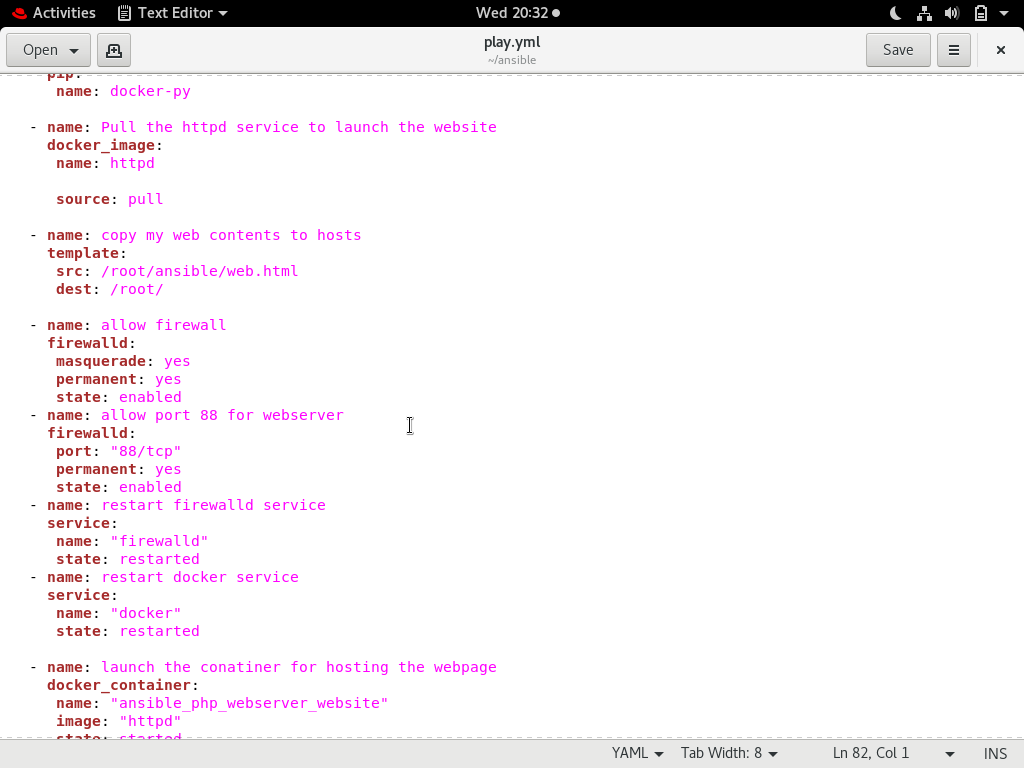 Activities Text Editor Wed 20:32
Open play.yml Save
~/ansible
pip:
name: docker-py
- name: Pull the httpd service to launch the website
docker_image:
name: httpd
source: pull
- name: copy my web contents to hosts
template:
src: /root/ansible/web.html
dest: /root/
- name: allow firewall
firewalld:
masquerade: yes
permanent: yes
state: enabled
- name: allow port 88 for webserver
firewalld:
port: "88/tcp"
permanent: yes
state: enabled
- name: restart firewalld service
service:
name: "firewalld"
state: restarted
- name: restart docker service
service:
name: "docker"
state: restarted
- name: launch the conatiner for hosting the webpage
docker_container:
name: "ansible_php_webserver_website"
image: "httpd"
state: started
YAML Tab Width: 8 Ln 82, Col 1 INS